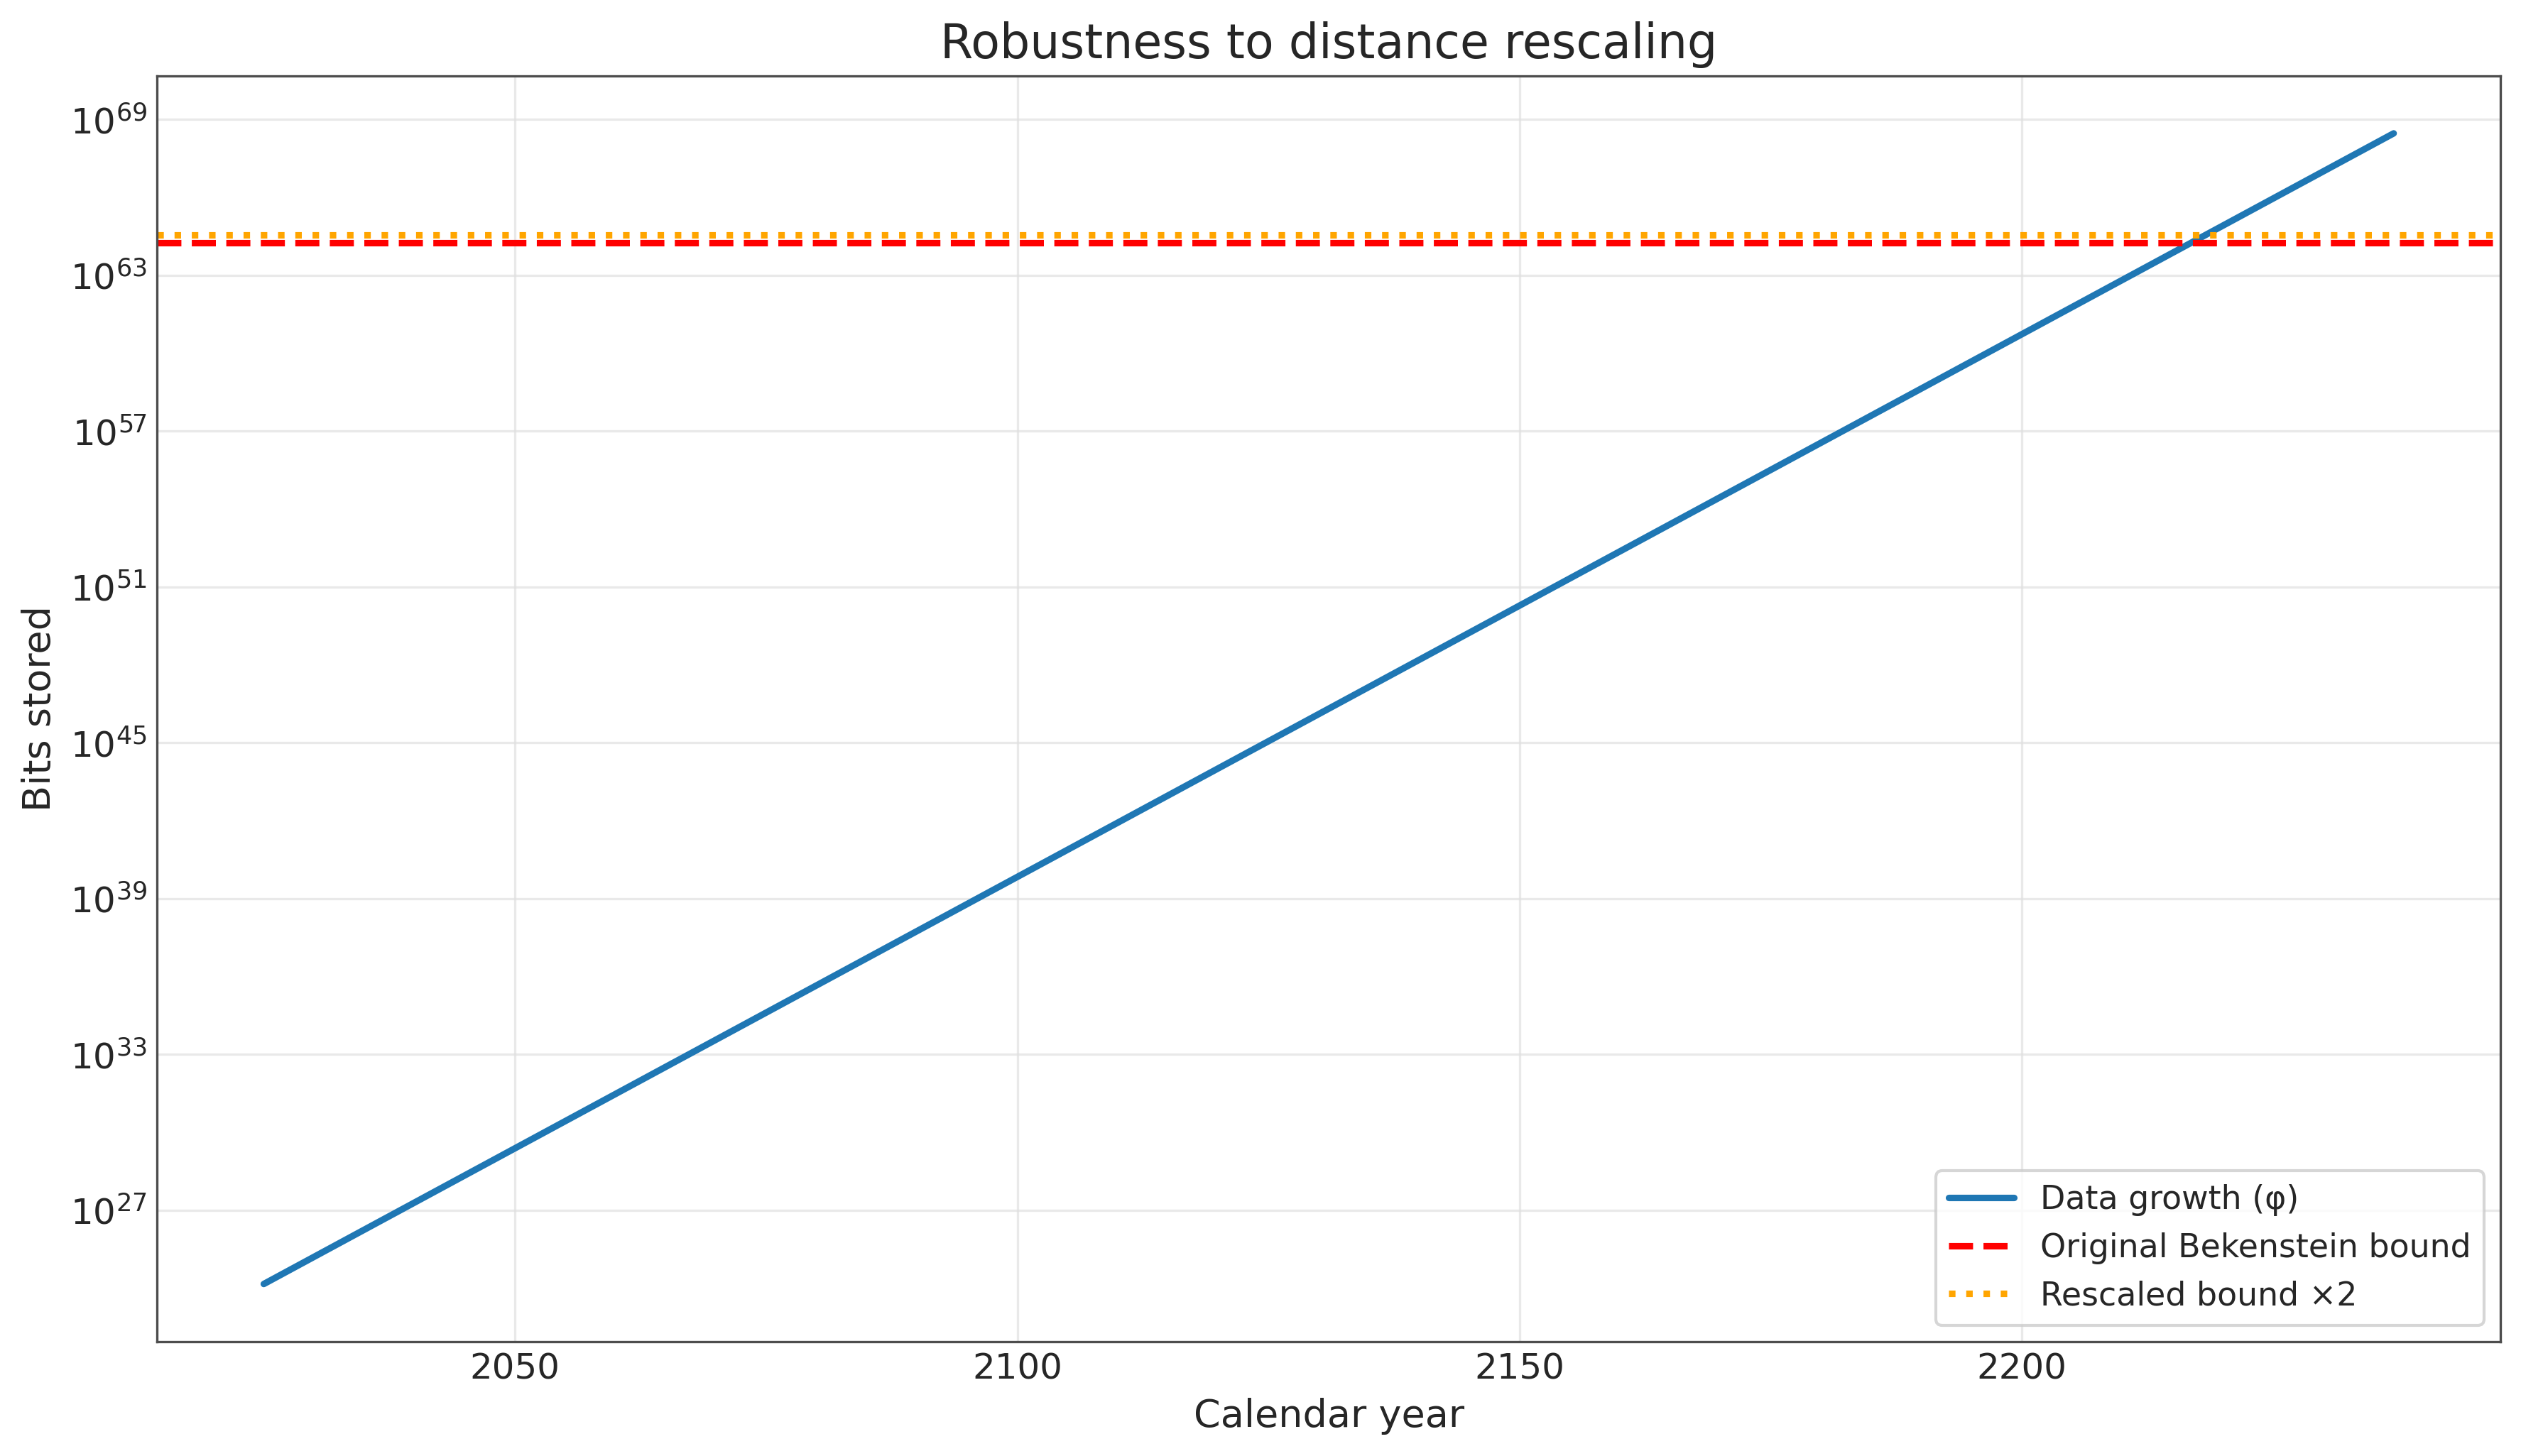 Robustness to distance rescaling
Bits stored
10^69
10^63
10^57
10^51
10^45
10^39
10^33
10^27
2050 2100 2150 2200
Calendar year
Data growth (φ)
Original Bekenstein bound
Rescaled bound ×2